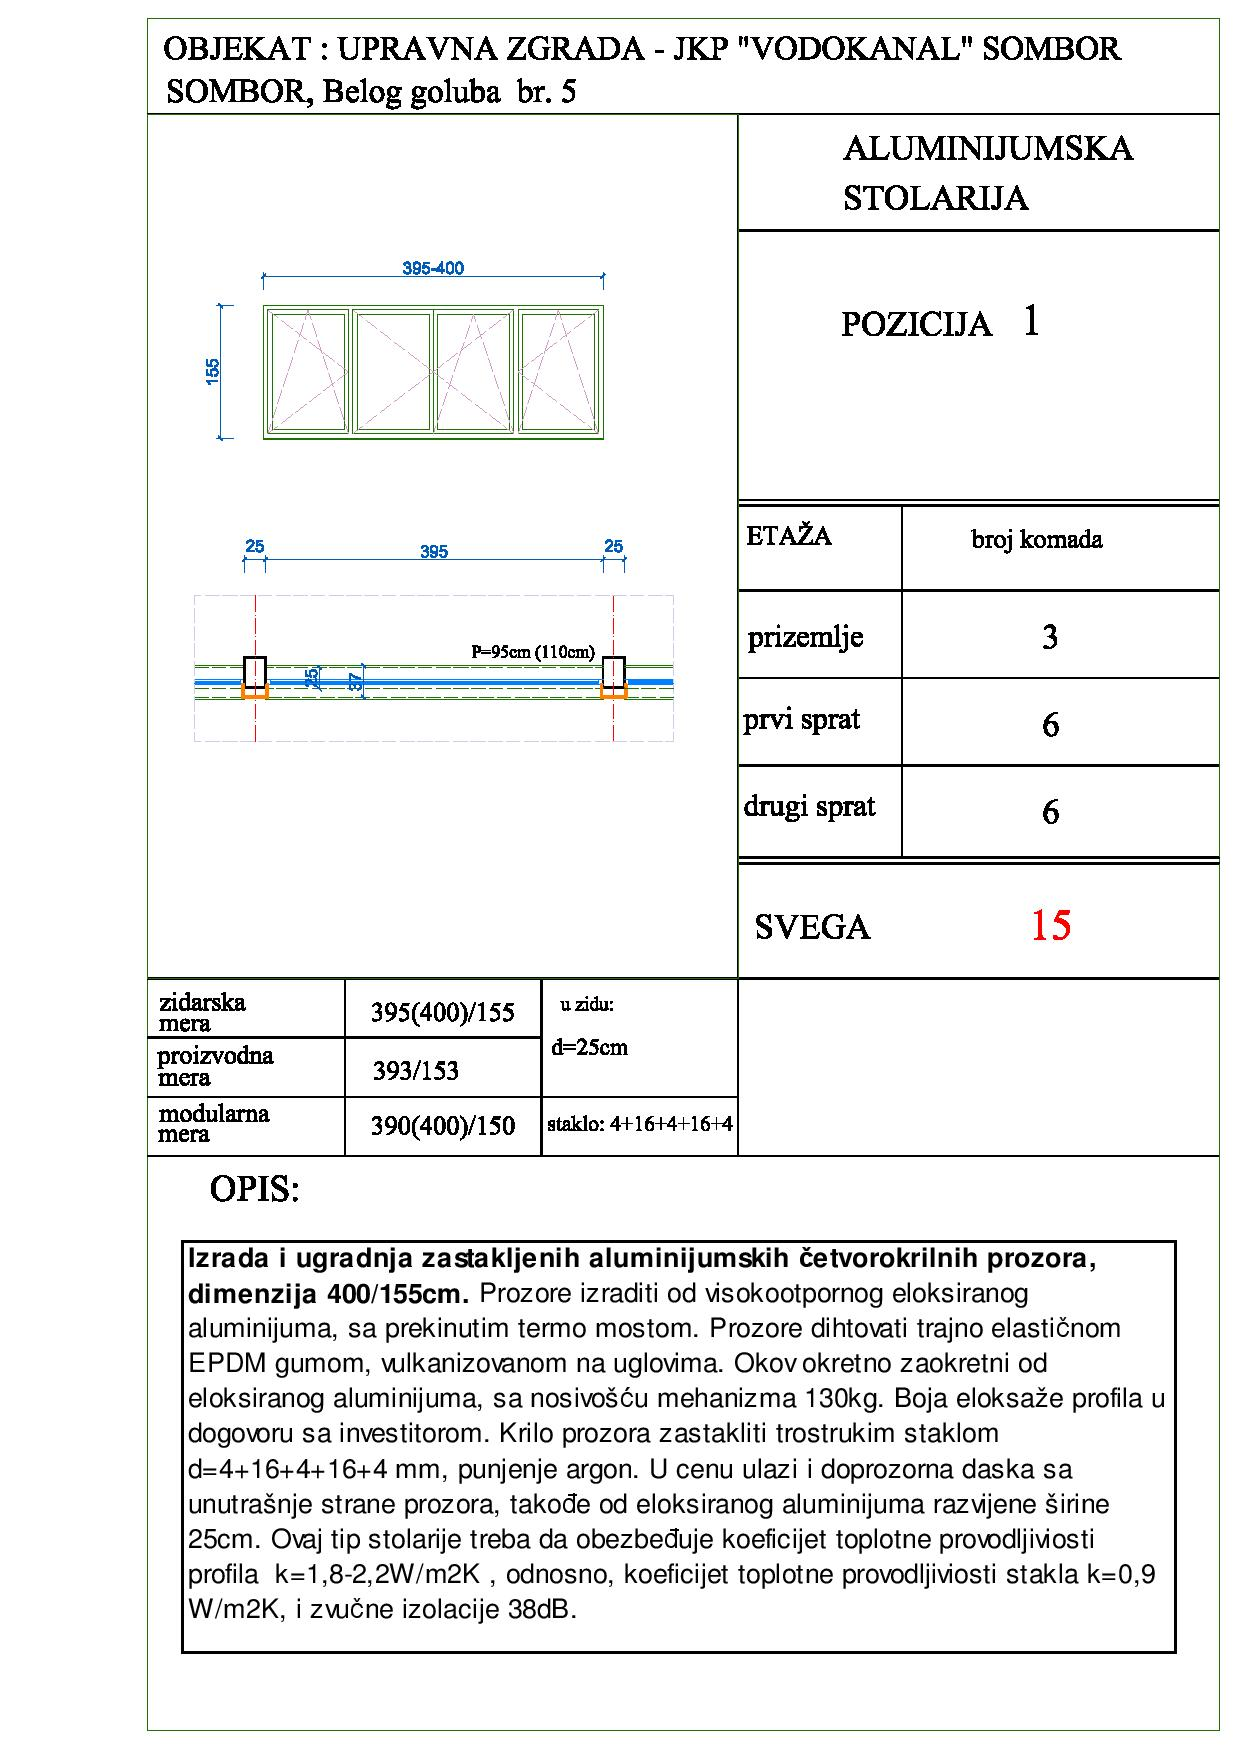 OBJEKAT : UPRAVNA ZGRADA - JKP "VODOKANAL" SOMBOR
SOMBOR, Belog goluba br. 5
ALUMINIJUMSKA
STOLARIJA
POZICIJA 1
395-400
155
25
395
25
P=95cm (110cm)
25
37
ETAŽA broj komada
prizemlje 3
prvi sprat 6
drugi sprat 6
SVEGA 15
zidarska
mera
395(400)/155
u zidu:
d=25cm
proizvodna
mera
393/153
modularna
mera
390(400)/150
staklo: 4+16+4+16+4
OPIS:
Izrada i ugradnja zastakljenih aluminijumskih četvorokrilnih prozora,
dimenzija 400/155cm. Prozore izraditi od visokootpornog eloksiranog
aluminijuma, sa prekinutim termo mostom. Prozore dihtovati trajno elastičnom
EPDM gumom, vulkanizovanom na uglovima. Okov okretno zaokretni od
eloksiranog aluminijuma, sa nosivošću mehanizma 130kg. Boja eloksaže profila u
dogovoru sa investitorom. Krilo prozora zastakliti trostrukim staklom
d=4+16+4+16+4 mm, punjenje argon. U cenu ulazi i doprozorna daska sa
unutrašnje strane prozora, takođe od eloksiranog aluminijuma razvijene širine
25cm. Ovaj tip stolarije treba da obezbeđuje koeficijet toplotne provodljiviosti
profila k=1,8-2,2W/m2K , odnosno, koeficijet toplotne provodljiviosti stakla k=0,9
W/m2K, i zvučne izolacije 38dB.